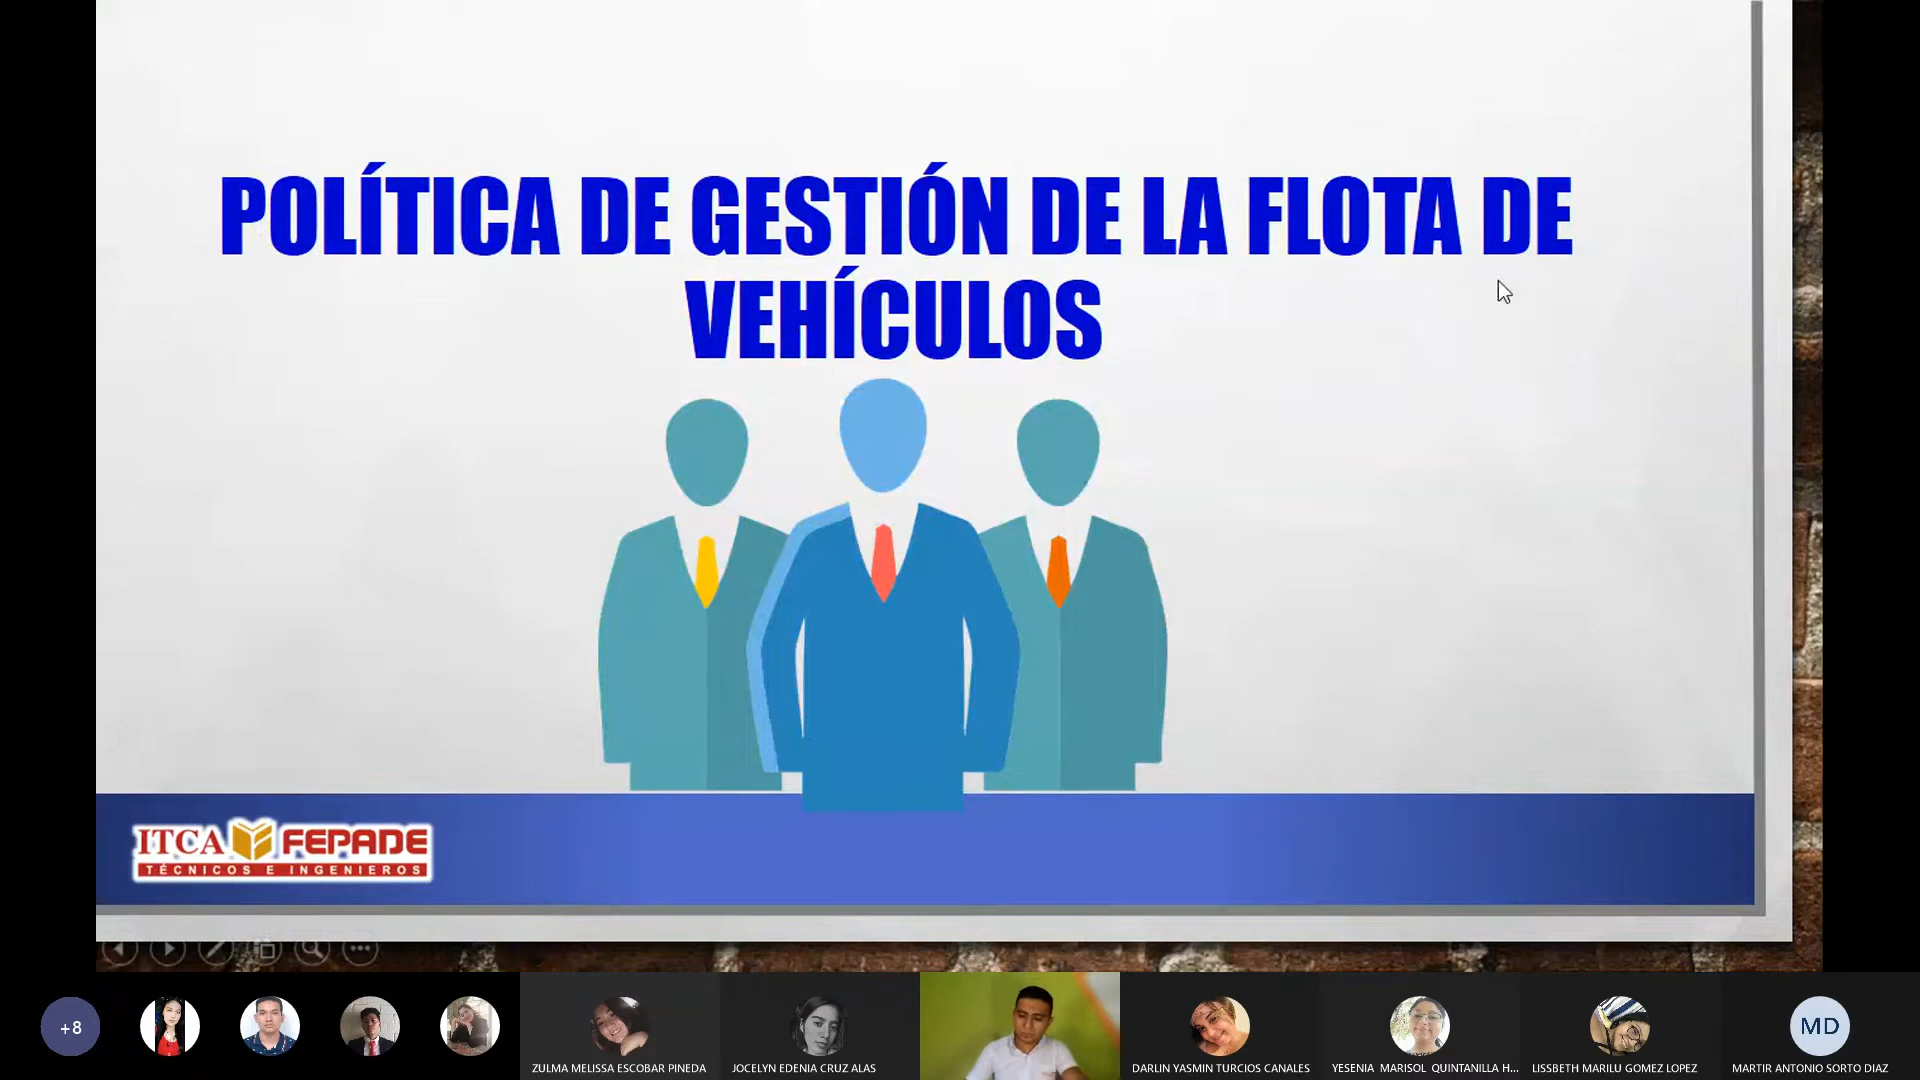 POLÍTICA DE GESTIÓN DE LA FLOTA DE
VEHÍCULOS
ITCA FEPADE
TÉCNICOS E INGENIEROS
+8
ZULMA MELISSA ESCOBAR PINEDA
JOCELYN EDENIA CRUZ ALAS
DARLIN YASMIN TURCIOS CANALES
YESENIA MARISOL QUINTANILLA H...
LISSBETH MARILU GOMEZ LOPEZ
MD
MARTIR ANTONIO SORTO DIAZ